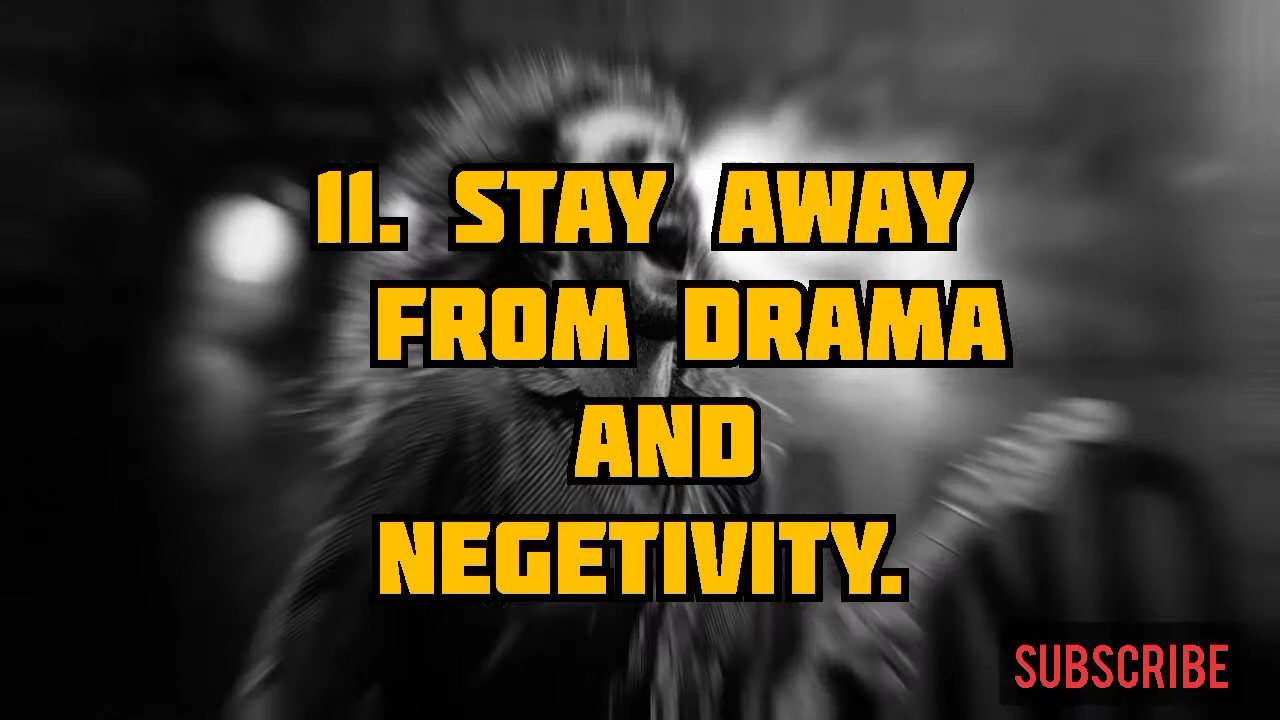 11. STAY AWAY
FROM DRAMA
AND
NEGETIVITY.
SUBSCRIBE